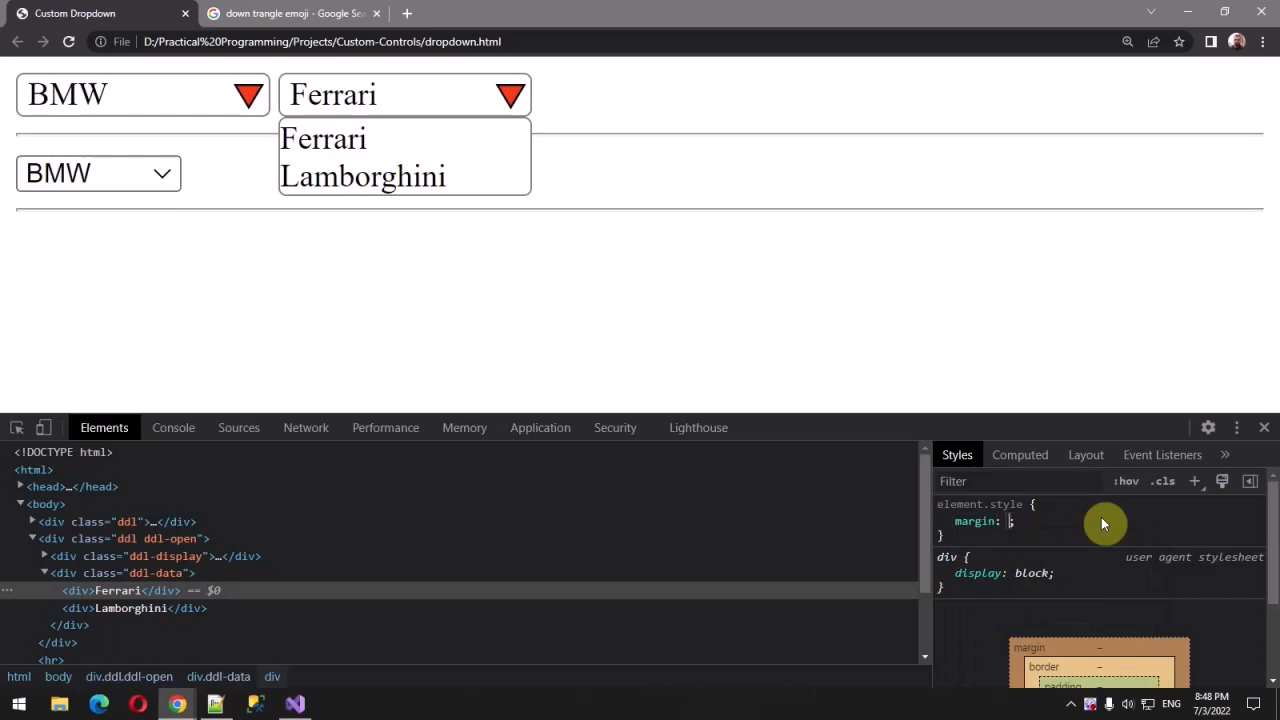 Custom Dropdown
down trangle emoji - Google Sea
File D:/Practical%20Programming/Projects/Custom-Controls/dropdown.html
BMW
Ferrari
Ferrari
Lamborghini
BMW
Elements Console Sources Network Performance Memory Application Security Lighthouse
<!DOCTYPE html>
<html>
<head>…</head>
<body>
<div class="ddl">…</div>
<div class="ddl ddl-open">
<div class="ddl-display">…</div>
<div class="ddl-data">
<div>Ferrari</div> == $0
<div>Lamborghini</div>
</div>
</div>
<hr>
html body div.ddl.ddl-open div.ddl-data div
Styles Computed Layout Event Listeners
Filter :hov .cls
element.style {
margin: ;
}
div { user agent stylesheet
display: block;
}
margin –
border –
padding –
ENG
8:48 PM
7/3/2022